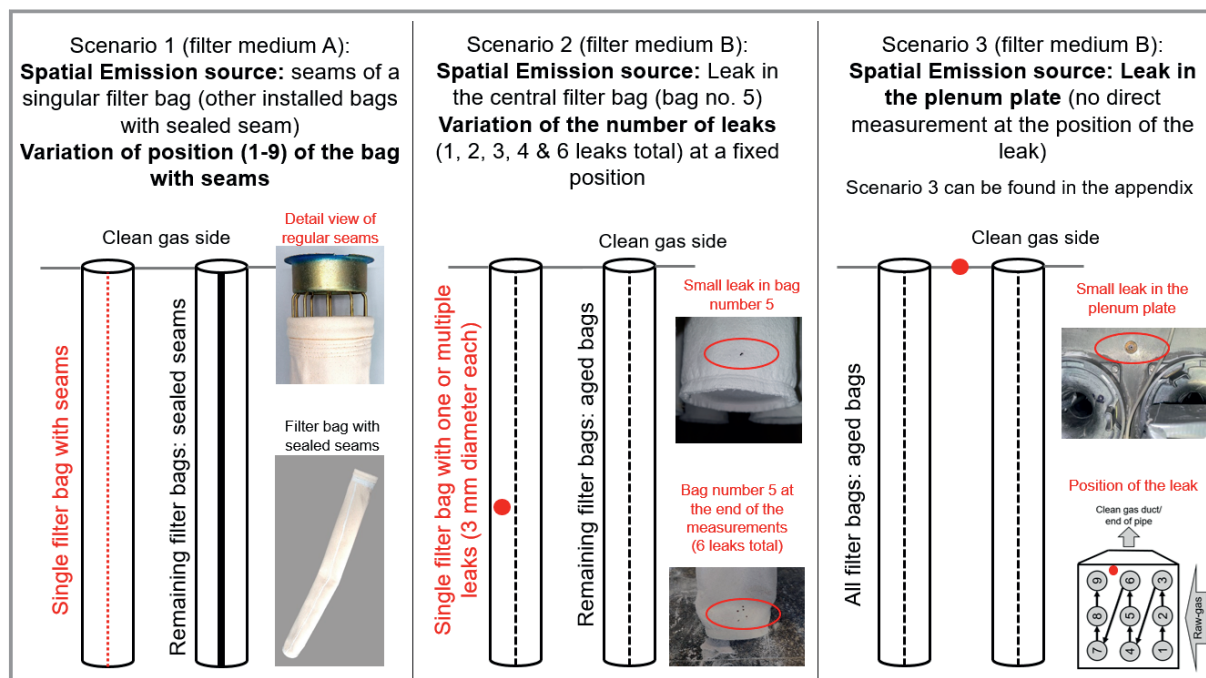 Scenario 1 (filter medium A):
Spatial Emission source: seams of a
singular filter bag (other installed bags
with sealed seam)
Variation of position (1-9) of the bag
with seams
Detail view of
regular seams
Clean gas side
Single filter bag with seams
Remaining filter bags: sealed seams
Filter bag with
sealed seams
Scenario 2 (filter medium B):
Spatial Emission source: Leak in
the central filter bag (bag no. 5)
Variation of the number of leaks
(1, 2, 3, 4 & 6 leaks total) at a fixed
position
Clean gas side
Single filter bag with one or multiple
leaks (3 mm diameter each)
Remaining filter bags: aged bags
Small leak in bag
number 5
Bag number 5 at
the end of the
measurements
(6 leaks total)
Scenario 3 (filter medium B):
Spatial Emission source: Leak in
the plenum plate (no direct
measurement at the position of the
leak)
Scenario 3 can be found in the appendix
Clean gas side
All filter bags: aged bags
Small leak in the
plenum plate
Position of the leak
Clean gas duct/
end of pipe
9 6 3
8 5 2
7 4 1
Raw-gas